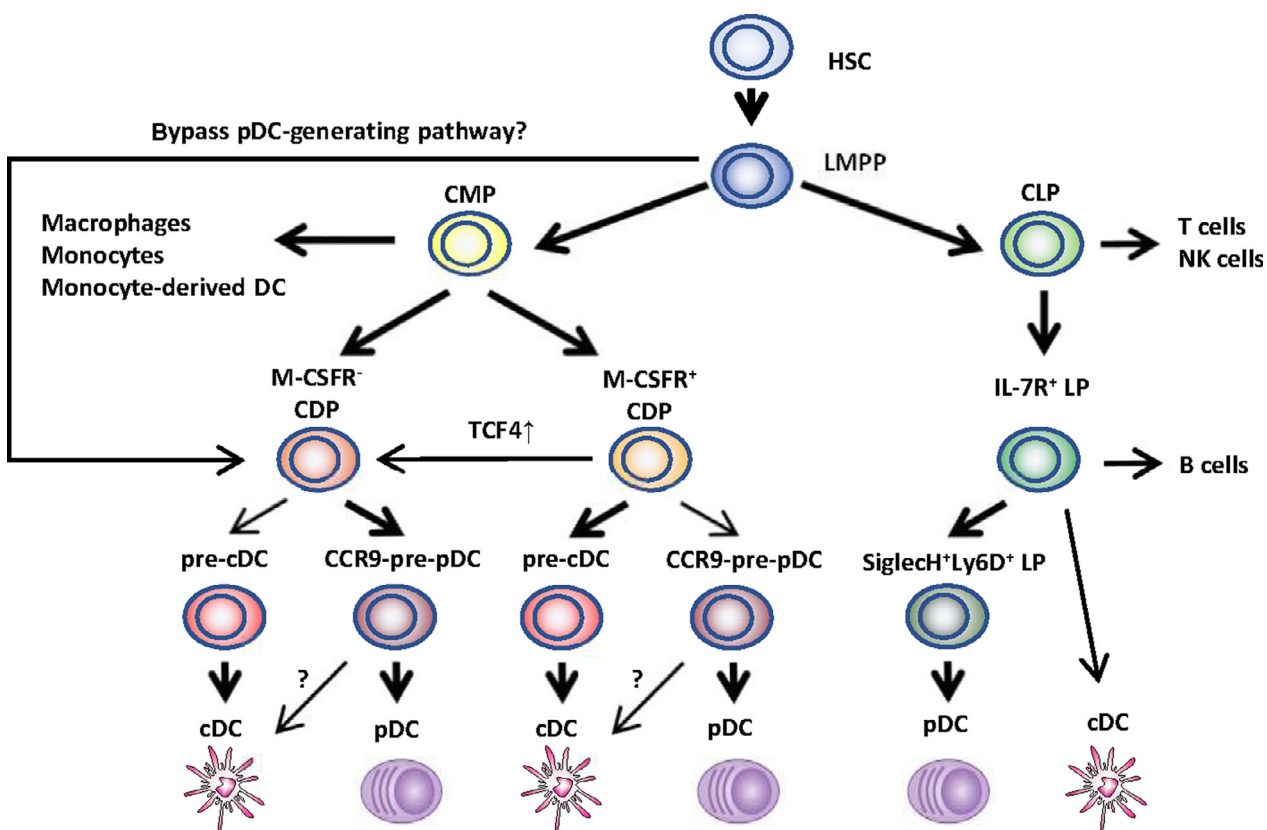 HSC
Bypass pDC-generating pathway?
LMPP
CMP
CLP
Macrophages
Monocytes
Monocyte-derived DC
T cells
NK cells
M-CSFR⁻
CDP
M-CSFR⁺
CDP
IL-7R⁺ LP
TCF4↑
B cells
pre-cDC
CCR9-pre-pDC
pre-cDC
CCR9-pre-pDC
SiglecH⁺Ly6D⁺ LP
?
?
cDC
pDC
cDC
pDC
pDC
cDC